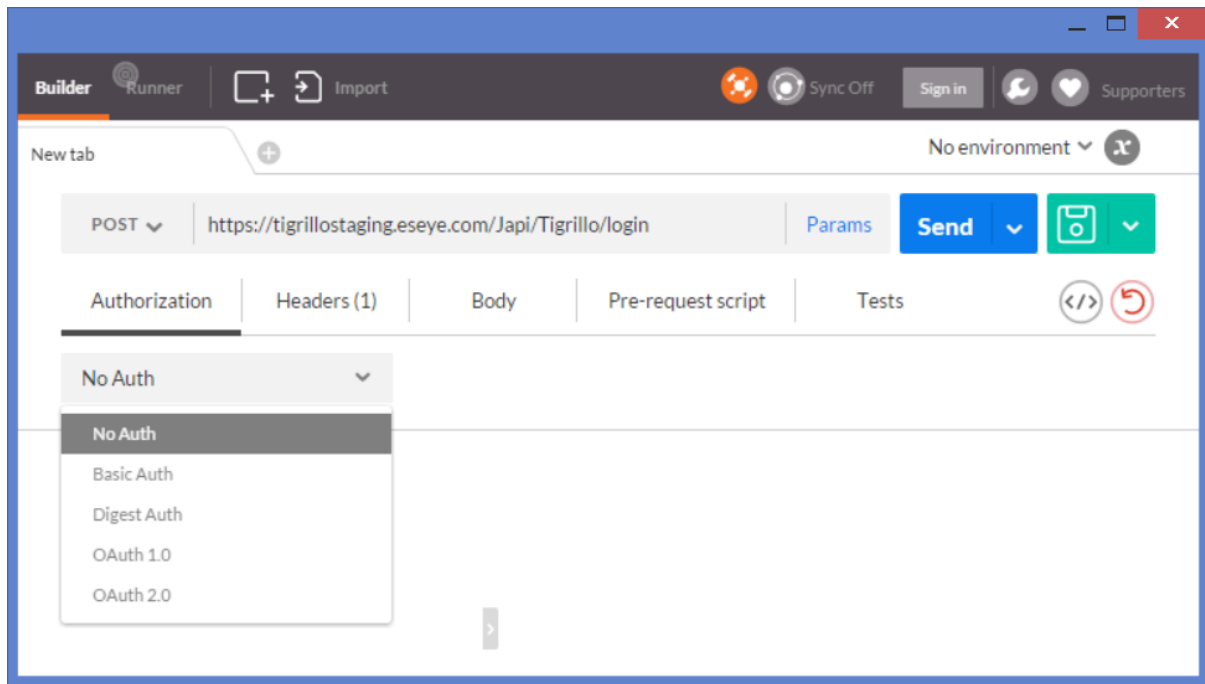 Builder Runner Import Sync Off Sign in Supporters
New tab No environment x
POST https://tigrillostaging.eseye.com/Japi/Tigrillo/login Params Send
Authorization Headers (1) Body Pre-request script Tests </>
No Auth
No Auth
Basic Auth
Digest Auth
OAuth 1.0
OAuth 2.0